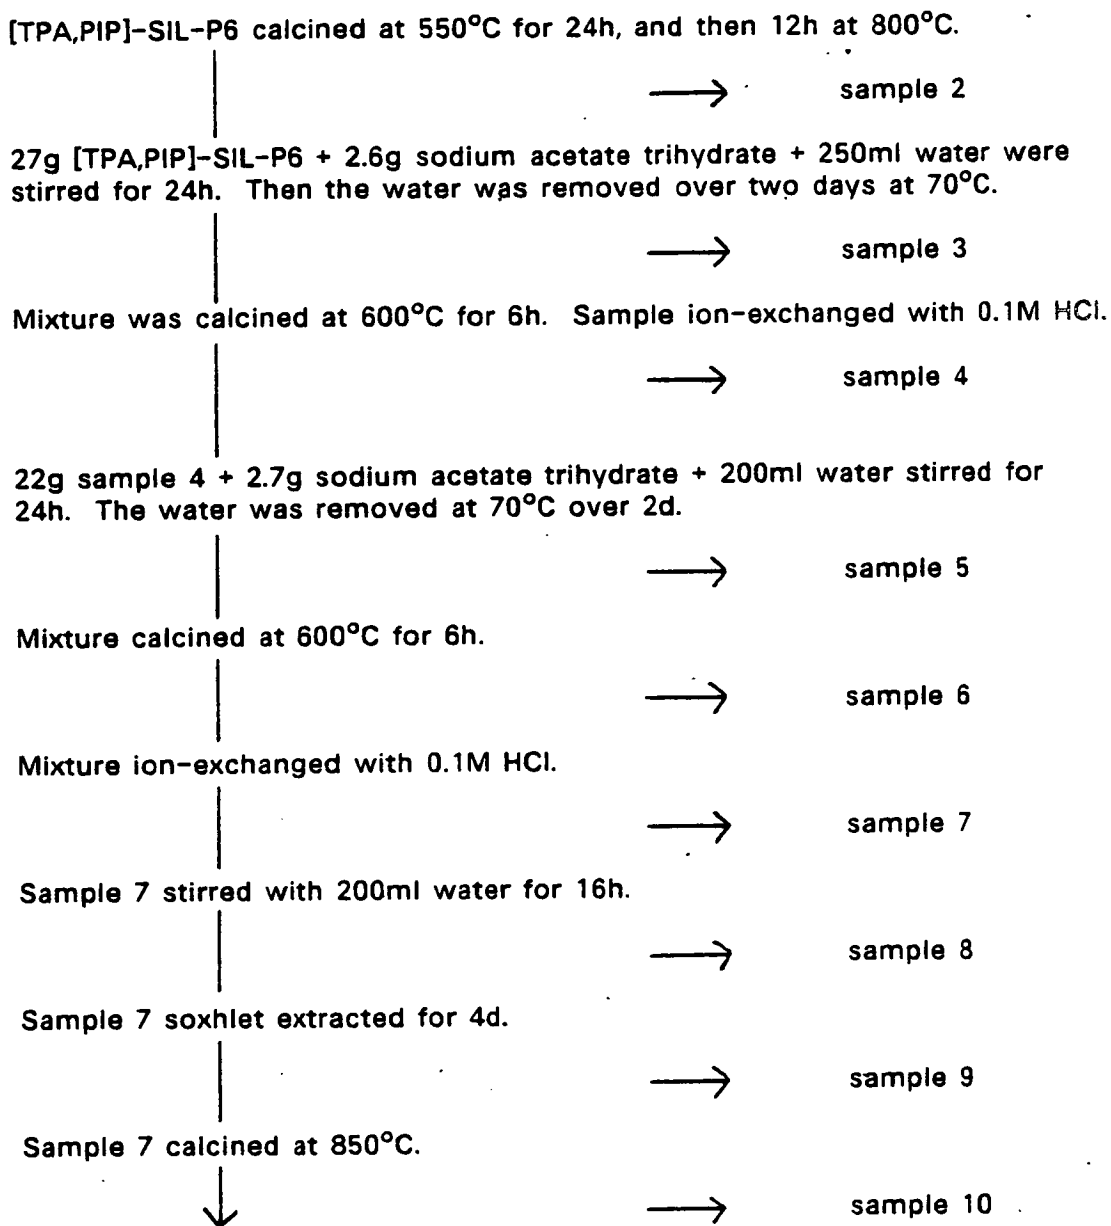 [TPA,PIP]-SIL-P6 calcined at 550°C for 24h, and then 12h at 800°C.
sample 2
27g [TPA,PIP]-SIL-P6 + 2.6g sodium acetate trihydrate + 250ml water were
stirred for 24h. Then the water was removed over two days at 70°C.
sample 3
Mixture was calcined at 600°C for 6h. Sample ion-exchanged with 0.1M HCl.
sample 4
22g sample 4 + 2.7g sodium acetate trihydrate + 200ml water stirred for
24h. The water was removed at 70°C over 2d.
sample 5
Mixture calcined at 600°C for 6h.
sample 6
Mixture ion-exchanged with 0.1M HCl.
sample 7
Sample 7 stirred with 200ml water for 16h.
sample 8
Sample 7 soxhlet extracted for 4d.
sample 9
Sample 7 calcined at 850°C.
sample 10